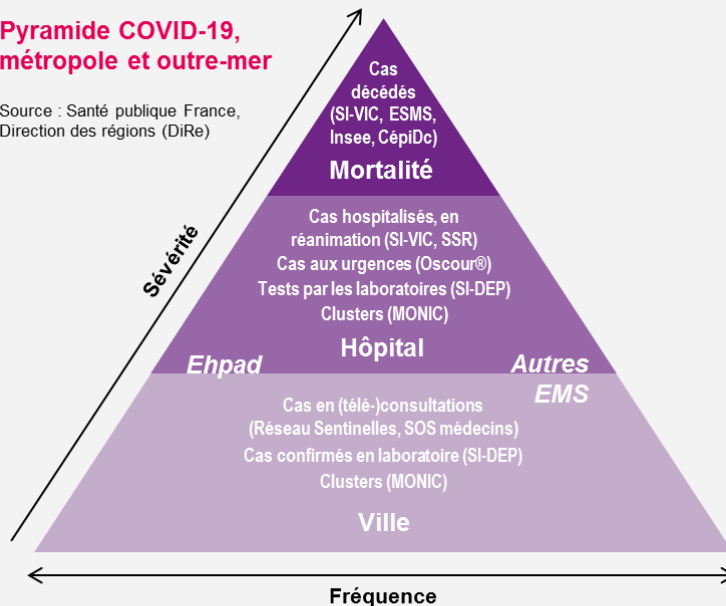 Pyramide COVID-19,
métropole et outre-mer
Source : Santé publique France,
Direction des régions (DiRe)
Cas
décédés
(SI-VIC, ESMS,
Insee, CépiDc)
Mortalité
Sévérité
Cas hospitalisés, en
réanimation (SI-VIC, SSR)
Cas aux urgences (Oscour®)
Tests par les laboratoires (SI-DEP)
Clusters (MONIC)
Hôpital
Ehpad
Autres
EMS
Cas en (télé-)consultations
(Réseau Sentinelles, SOS médecins)
Cas confirmés en laboratoire (SI-DEP)
Clusters (MONIC)
Ville
Fréquence